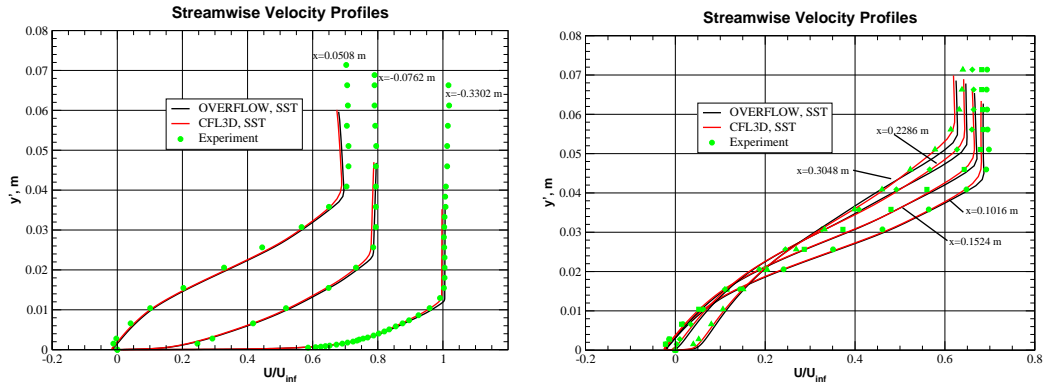 Streamwise Velocity Profiles
0.08
0.07
0.06
0.05
0.04
0.03
0.02
0.01
0
y', m
x=0.0508 m
x=-0.0762 m
x=-0.3302 m
OVERFLOW, SST
CFL3D, SST
Experiment
-0.2 0 0.2 0.4 0.6 0.8 1
U/Uinf
Streamwise Velocity Profiles
0.08
0.07
0.06
0.05
0.04
0.03
0.02
0.01
0
y', m
OVERFLOW, SST
CFL3D, SST
Experiment
x=0.2286 m
x=0.3048 m
x=0.1016 m
x=0.1524 m
-0.2 0 0.2 0.4 0.6 0.8
U/Uinf